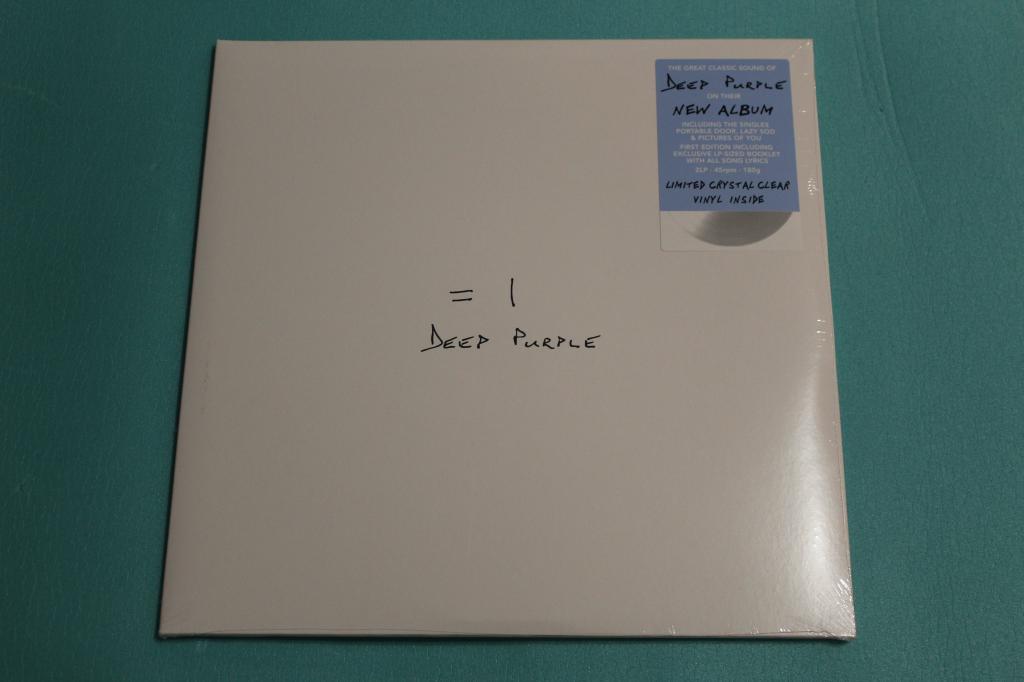 THE GREAT CLASSIC SOUND OF
DEEP PURPLE
ON THEIR
NEW ALBUM
INCLUDING THE SINGLES
PORTABLE DOOR, LAZY SOD
& PICTURES OF YOU
FIRST EDITION INCLUDING
EXCLUSIVE LP-SIZED BOOKLET
WITH ALL SONG LYRICS
2LP · 45rpm · 180g
LIMITED CRYSTAL CLEAR
VINYL INSIDE
= 1
DEEP PURPLE